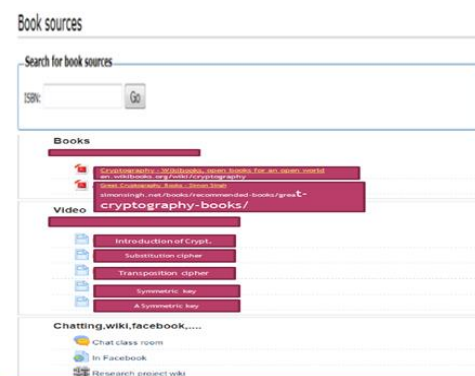 Book sources
Search for book sources
ISBN: Go
Books
Cryptography - Wikibooks, open books for an open world
en.wikibooks.org/wiki/cryptography
Great Cryptography Books - Simon Singh
simonsingh.net/books/recommended-books/great-
cryptography-books/
Video
Introduction of Crypt.
Substitution cipher
Transposition cipher
Symmetric key
A Symmetric key
Chatting,wiki,facebook,....
Chat class room
In Facebook
Research project wiki